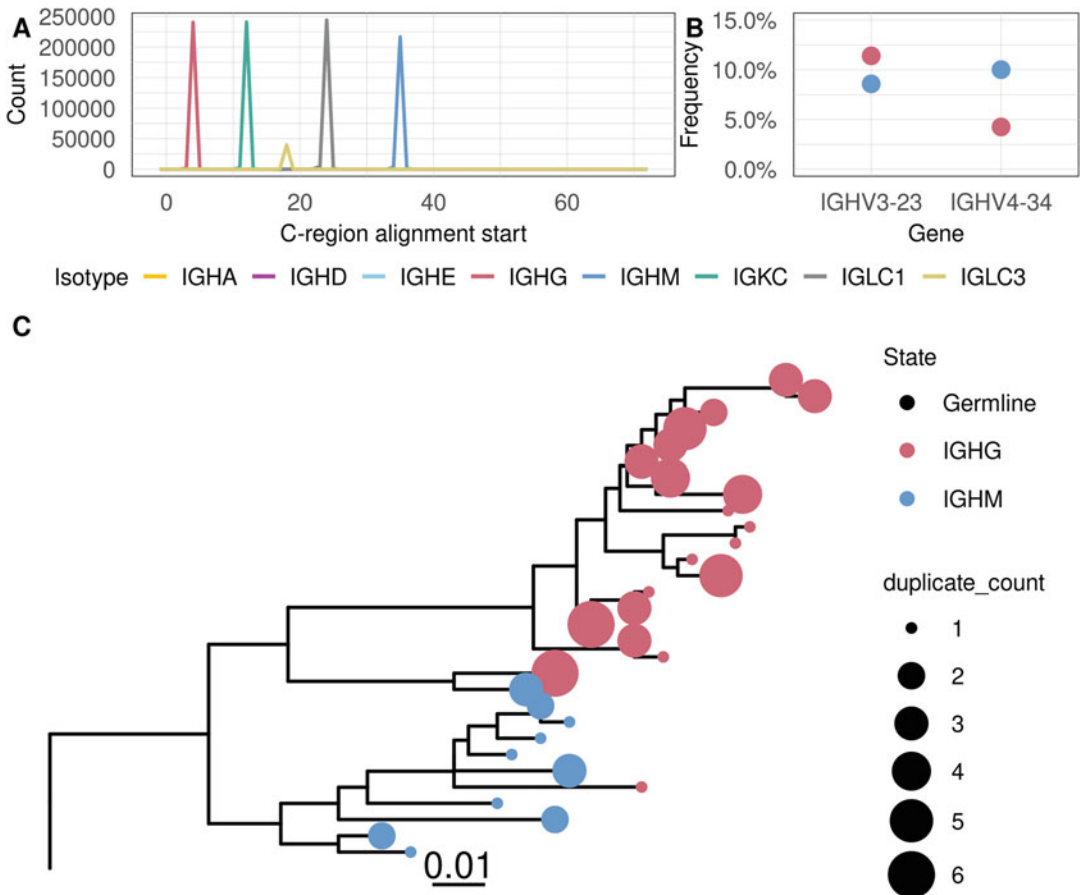 A
250000
200000
150000
100000
50000
0
Count
0 20 40 60
C-region alignment start
B
15.0%
10.0%
5.0%
0.0%
Frequency
IGHV3-23 IGHV4-34
Gene
Isotype IGHA IGHD IGHE IGHG IGHM IGKC IGLC1 IGLC3
C
State
Germline
IGHG
IGHM
duplicate_count
1
2
3
4
5
6
0.01